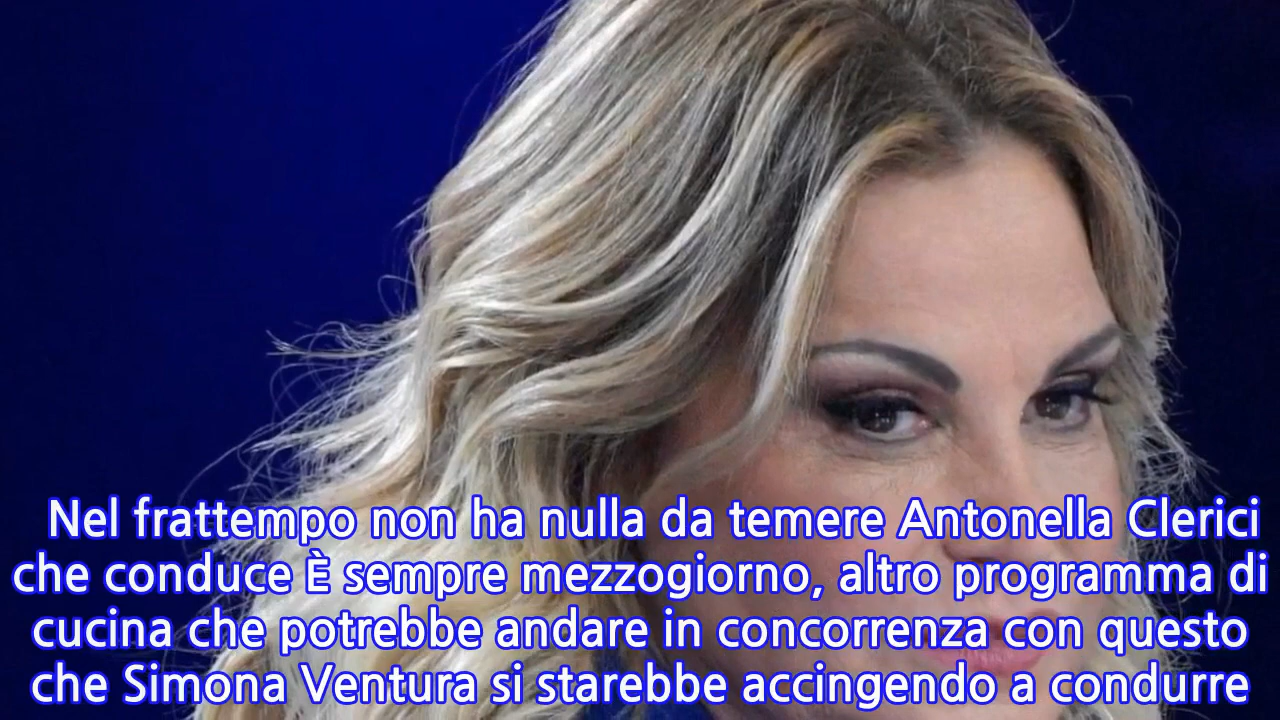 Nel frattempo non ha nulla da temere Antonella Clerici
che conduce È sempre mezzogiorno, altro programma di
cucina che potrebbe andare in concorrenza con questo
che Simona Ventura si starebbe accingendo a condurre